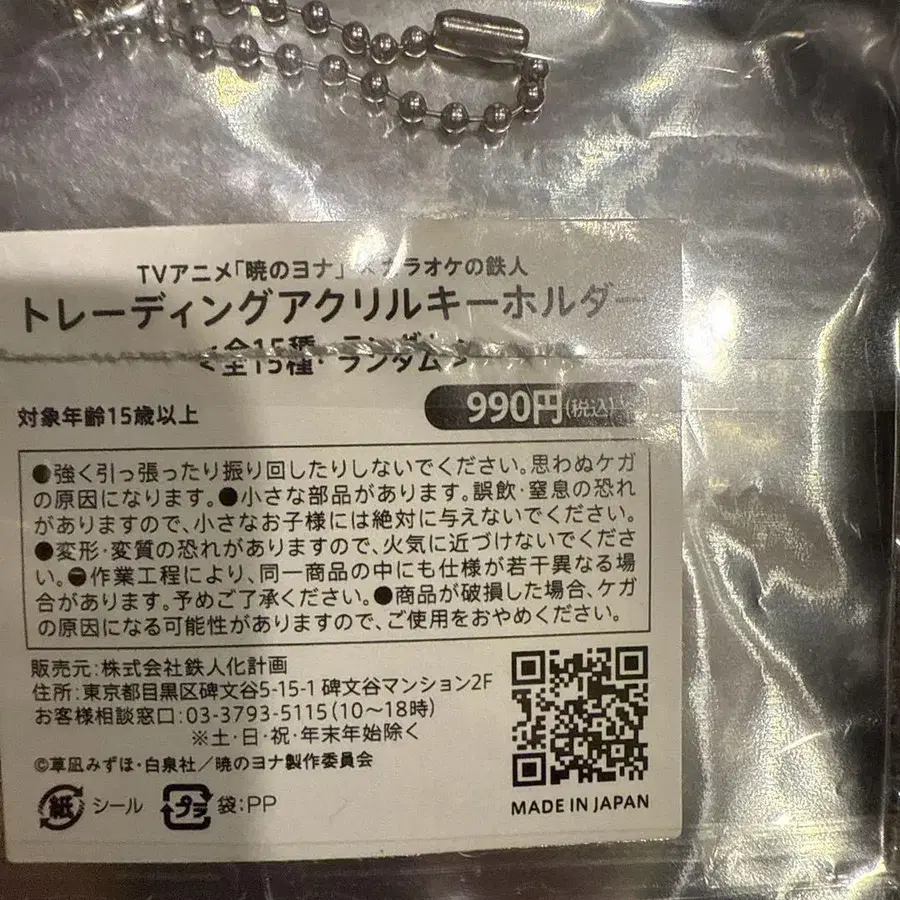 TVアニメ「暁のヨナ」×カラオケの鉄人
トレーディングアクリルキーホルダー
<全15種・ランダム>
対象年齢15歳以上
990円(税込)
●強く引っ張ったり振り回したりしないでください。思わぬケガ
の原因になります。●小さな部品があります。誤飲・窒息の恐れ
がありますので、小さなお子様には絶対に与えないでください。
●変形・変質の恐れがありますので、火気に近づけないでくださ
い。●作業工程により、同一商品の中にも仕様が若干異なる場
合があります。予めご了承ください。●商品が破損した場合、ケガ
の原因になる可能性がありますので、ご使用をおやめください。
販売元:株式会社鉄人化計画
住所:東京都目黒区碑文谷5-15-1 碑文谷マンション2F
お客様相談窓口:03-3793-5115(10～18時)
※土・日・祝・年末年始除く
©草凪みずほ・白泉社／暁のヨナ製作委員会
紙 シール プラ 袋:PP
MADE IN JAPAN